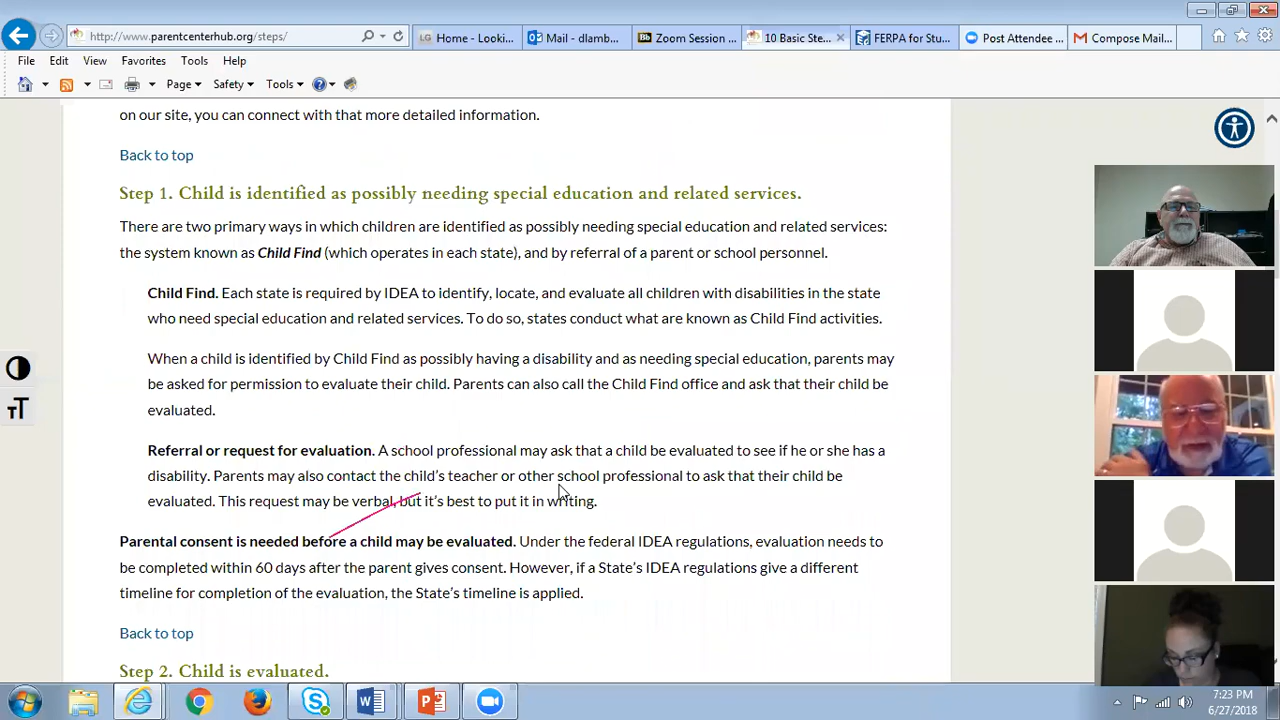 http://www.parentcenterhub.org/steps/
LG Home - Looki...
Mail - dlamb...
Bb Zoom Session ...
10 Basic Ste...
FERPA for Stu...
Post Attendee ...
Compose Mail...
File Edit View Favorites Tools Help
Page Safety Tools
on our site, you can connect with that more detailed information.
Back to top
Step 1. Child is identified as possibly needing special education and related services.
There are two primary ways in which children are identified as possibly needing special education and related services:
the system known as Child Find (which operates in each state), and by referral of a parent or school personnel.
Child Find. Each state is required by IDEA to identify, locate, and evaluate all children with disabilities in the state
who need special education and related services. To do so, states conduct what are known as Child Find activities.
When a child is identified by Child Find as possibly having a disability and as needing special education, parents may
be asked for permission to evaluate their child. Parents can also call the Child Find office and ask that their child be
evaluated.
Referral or request for evaluation. A school professional may ask that a child be evaluated to see if he or she has a
disability. Parents may also contact the child's teacher or other school professional to ask that their child be
evaluated. This request may be verbal, but it's best to put it in writing.
Parental consent is needed before a child may be evaluated. Under the federal IDEA regulations, evaluation needs to
be completed within 60 days after the parent gives consent. However, if a State's IDEA regulations give a different
timeline for completion of the evaluation, the State's timeline is applied.
Back to top
Step 2. Child is evaluated.
7:23 PM
6/27/2018